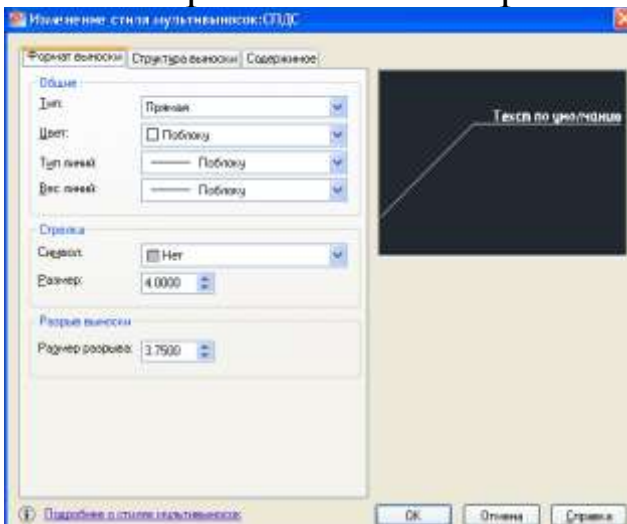 Изменение стиля мультивыносок:СПДС
Формат выноски Структура выноски Содержимое
Общие
Тип: Прямая
Цвет: Поблоку
Тип линий: Поблоку
Вес линий: Поблоку
Стрелка
Символ: Нет
Размер: 4.0000
Разрыв выноски
Размер разрыва: 3.7500
Текст по умолчанию
Подробнее о стилях мультивыносок
ОК Отмена Справка